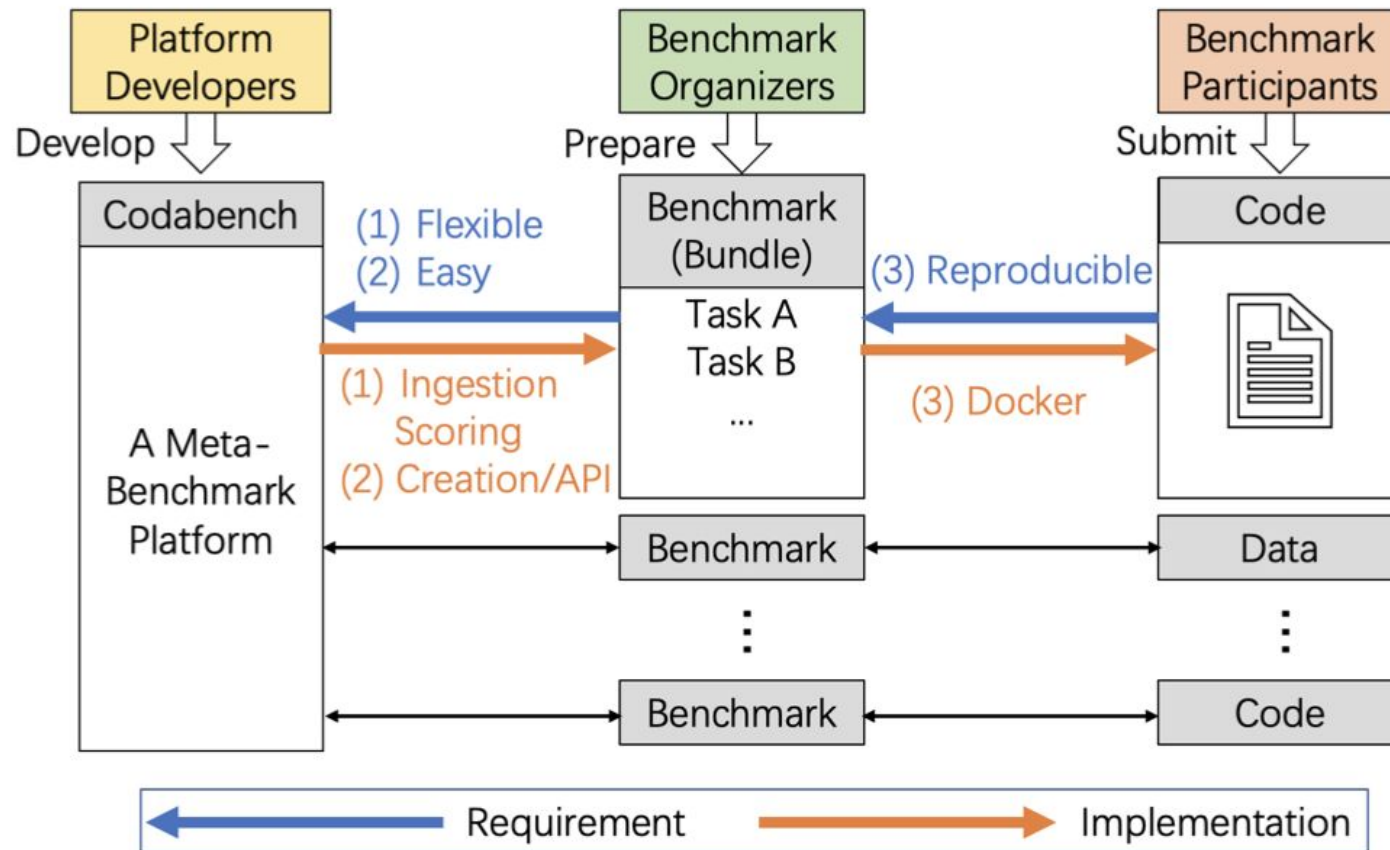 Platform
Developers
Benchmark
Organizers
Benchmark
Participants
Develop
Prepare
Submit
Codabench
A Meta-
Benchmark
Platform
(1) Flexible
(2) Easy
(1) Ingestion
Scoring
(2) Creation/API
Benchmark
(Bundle)
Task A
Task B
...
(3) Reproducible
(3) Docker
Code
Benchmark
Data
⋮
⋮
Benchmark
Code
Requirement
Implementation